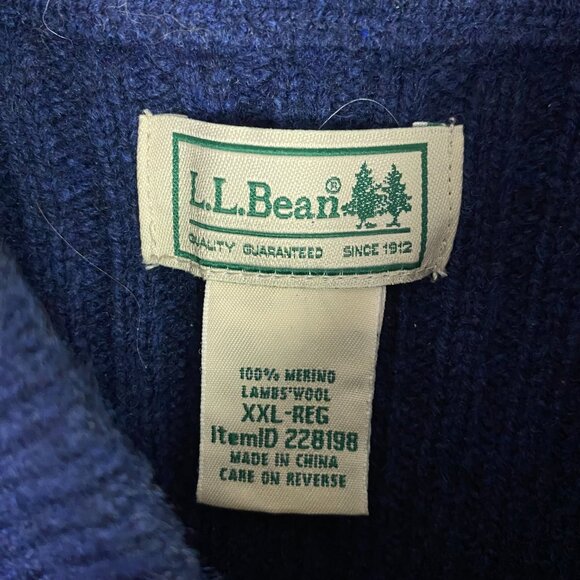 L.L.Bean®
QUALITY GUARANTEED SINCE 1912
100% MERINO
LAMBS' WOOL
XXL-REG
ItemID 228198
MADE IN CHINA
CARE ON REVERSE